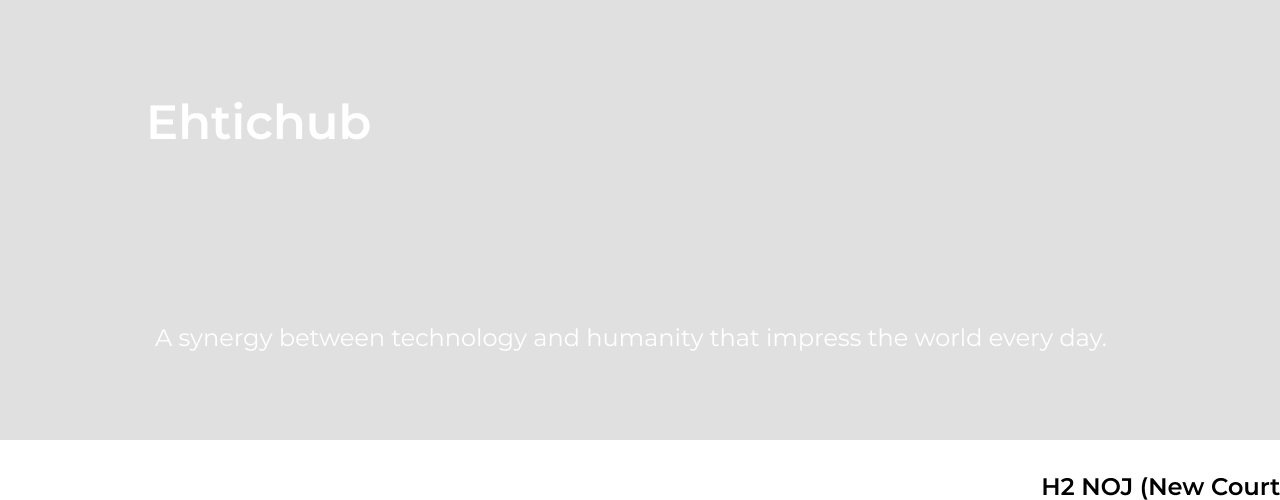 Ehtichub
A synergy between technology and humanity that impress the world every day.
H2 NOJ (New Court